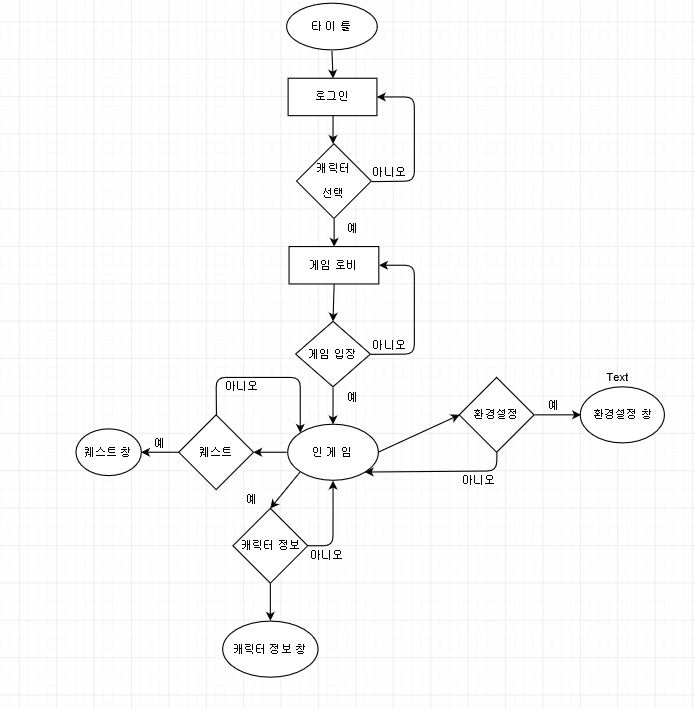 타이틀
로그인
캐릭터
선택
아니오
예
게임 로비
게임 입장
아니오
예
Text
아니오
환경설정
예
환경설정 창
퀘스트 창
예
퀘스트
인 게 임
아니오
예
캐릭터 정보
아니오
캐릭터 정보 창